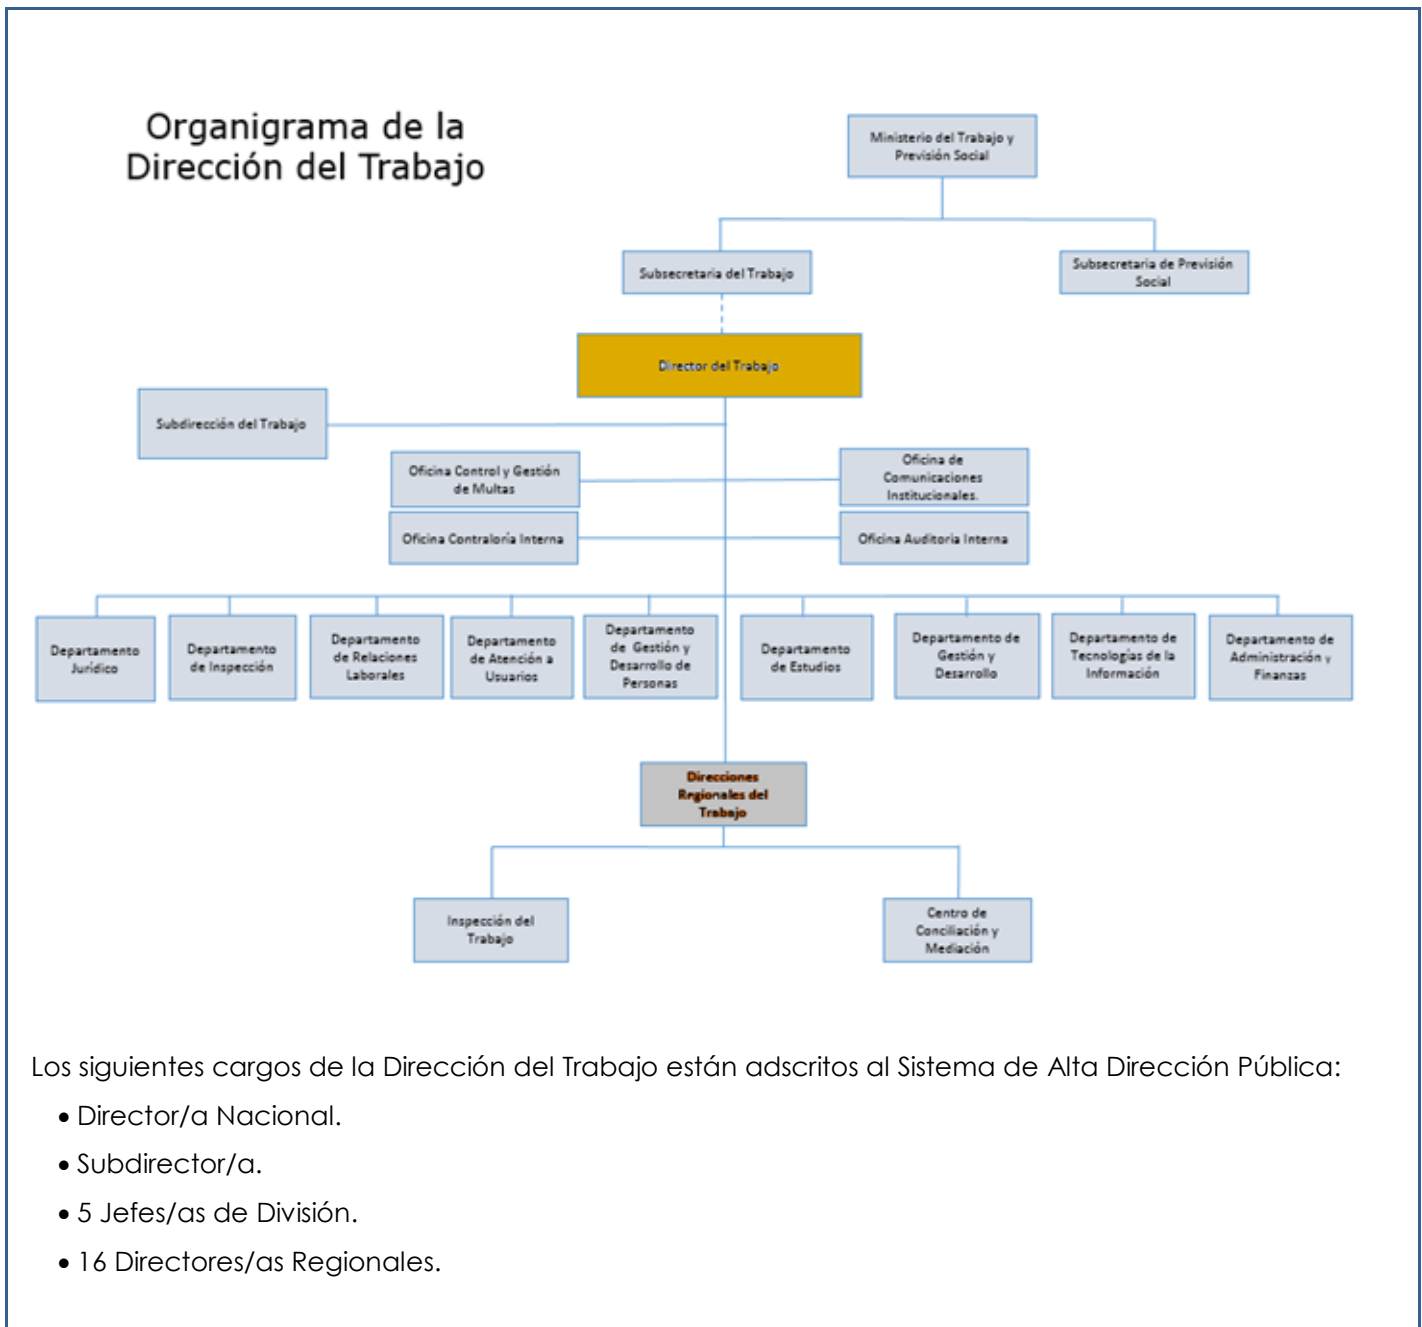 Organigrama de la
Dirección del Trabajo
Ministerio del Trabajo y
Previsión Social
Subsecretaria del Trabajo
Subsecretaria de Previsión
Social
Director del Trabajo
Subdirección del Trabajo
Oficina Control y Gestión
de Multas
Oficina de
Comunicaciones
Institucionales.
Oficina Contraloría Interna
Oficina Auditoria Interna
Departamento
Jurídico
Departamento
de Inspección
Departamento
de Relaciones
Laborales
Departamento
de Atención a
Usuarios
Departamento
de Gestión y
Desarrollo de
Personas
Departamento
de Estudios
Departamento de
Gestión y
Desarrollo
Departamento de
Tecnologías de la
Información
Departamento de
Administración y
Finanzas
Direcciones
Regionales del
Trabajo
Inspección del
Trabajo
Centro de
Conciliación y
Mediación
Los siguientes cargos de la Dirección del Trabajo están adscritos al Sistema de Alta Dirección Pública:
• Director/a Nacional.
• Subdirector/a.
• 5 Jefes/as de División.
• 16 Directores/as Regionales.